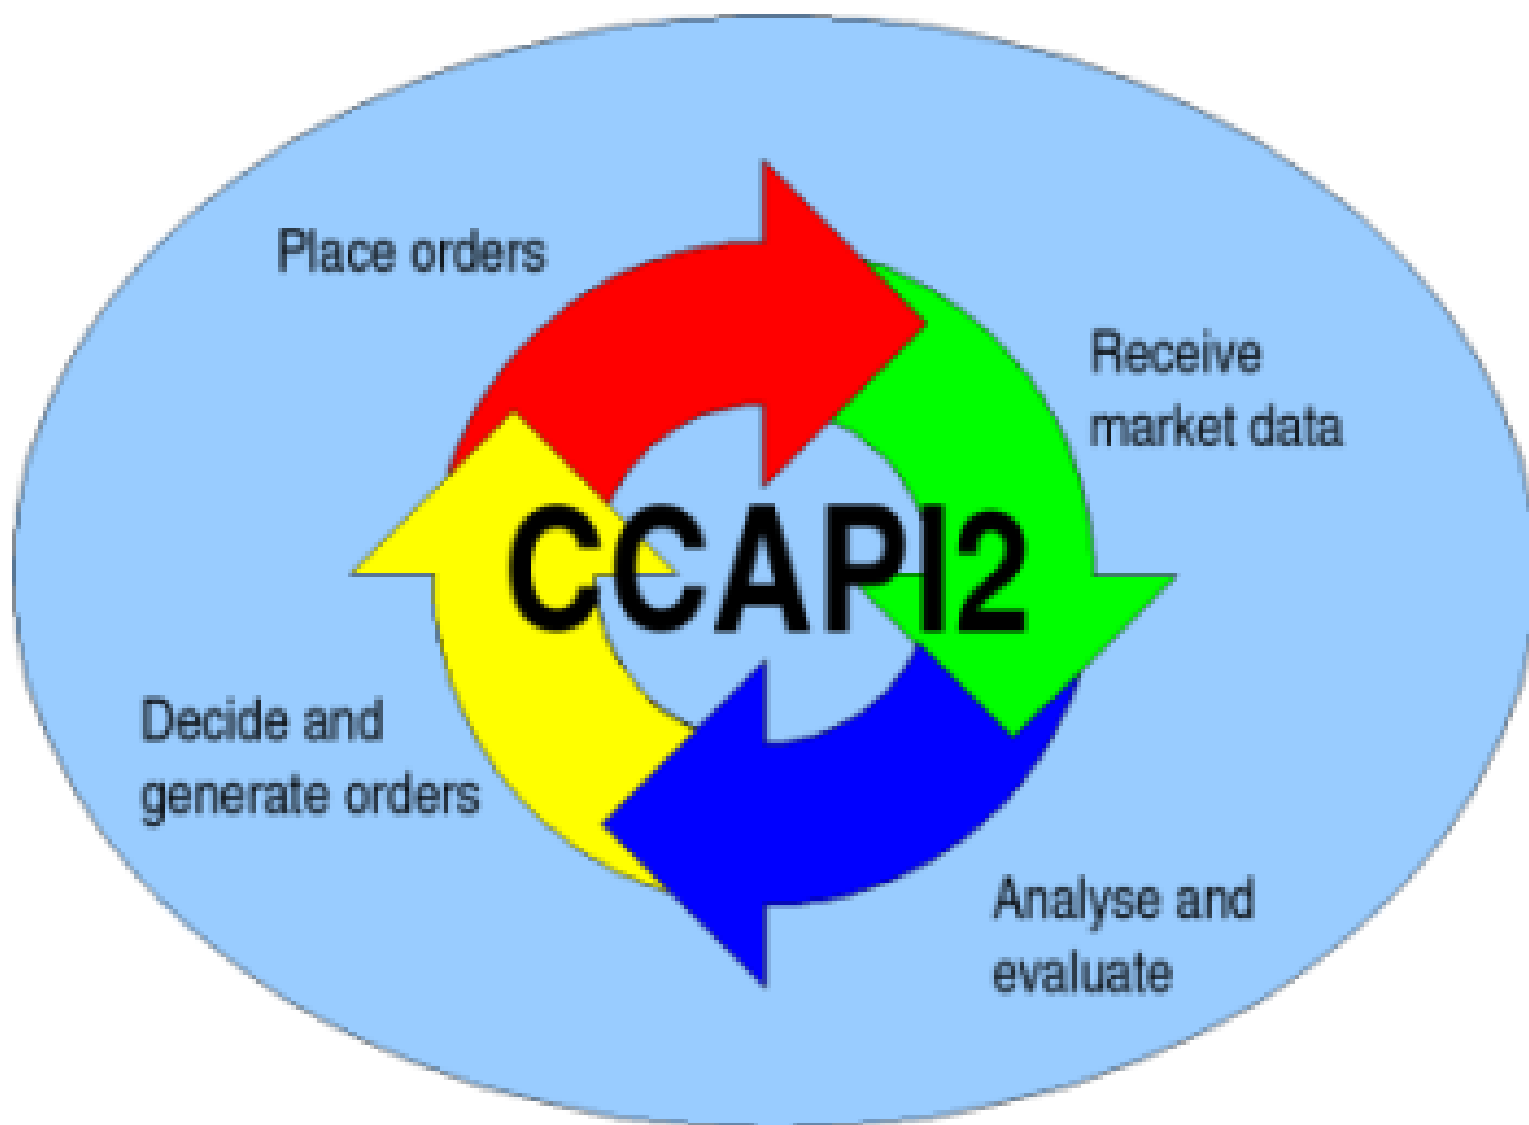 Place orders
Receive
market data
CCAPI2
Decide and
generate orders
Analyse and
evaluate